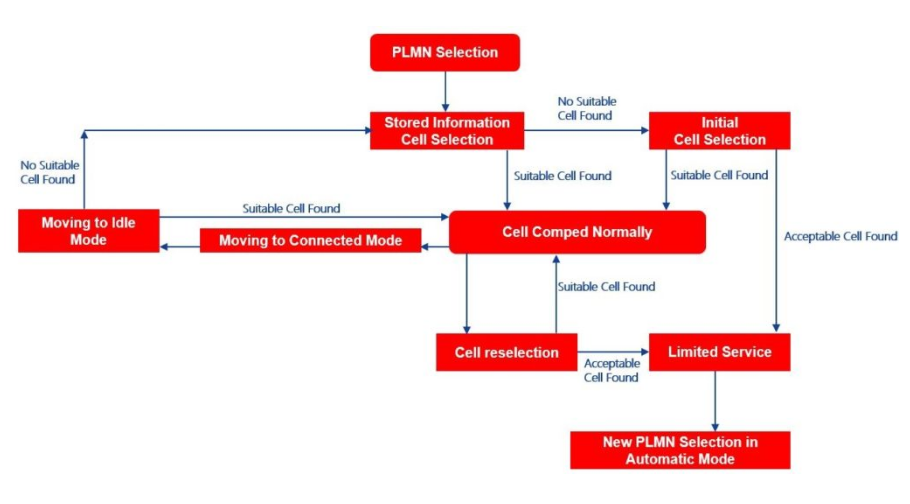 PLMN Selection
No Suitable
Cell Found
Stored Information
Cell Selection
Initial
Cell Selection
No Suitable
Cell Found
Suitable Cell Found
Suitable Cell Found
Suitable Cell Found
Moving to Idle
Mode
Cell Comped Normally
Moving to Connected Mode
Acceptable Cell Found
Suitable Cell Found
Cell reselection
Limited Service
Acceptable
Cell Found
New PLMN Selection in
Automatic Mode